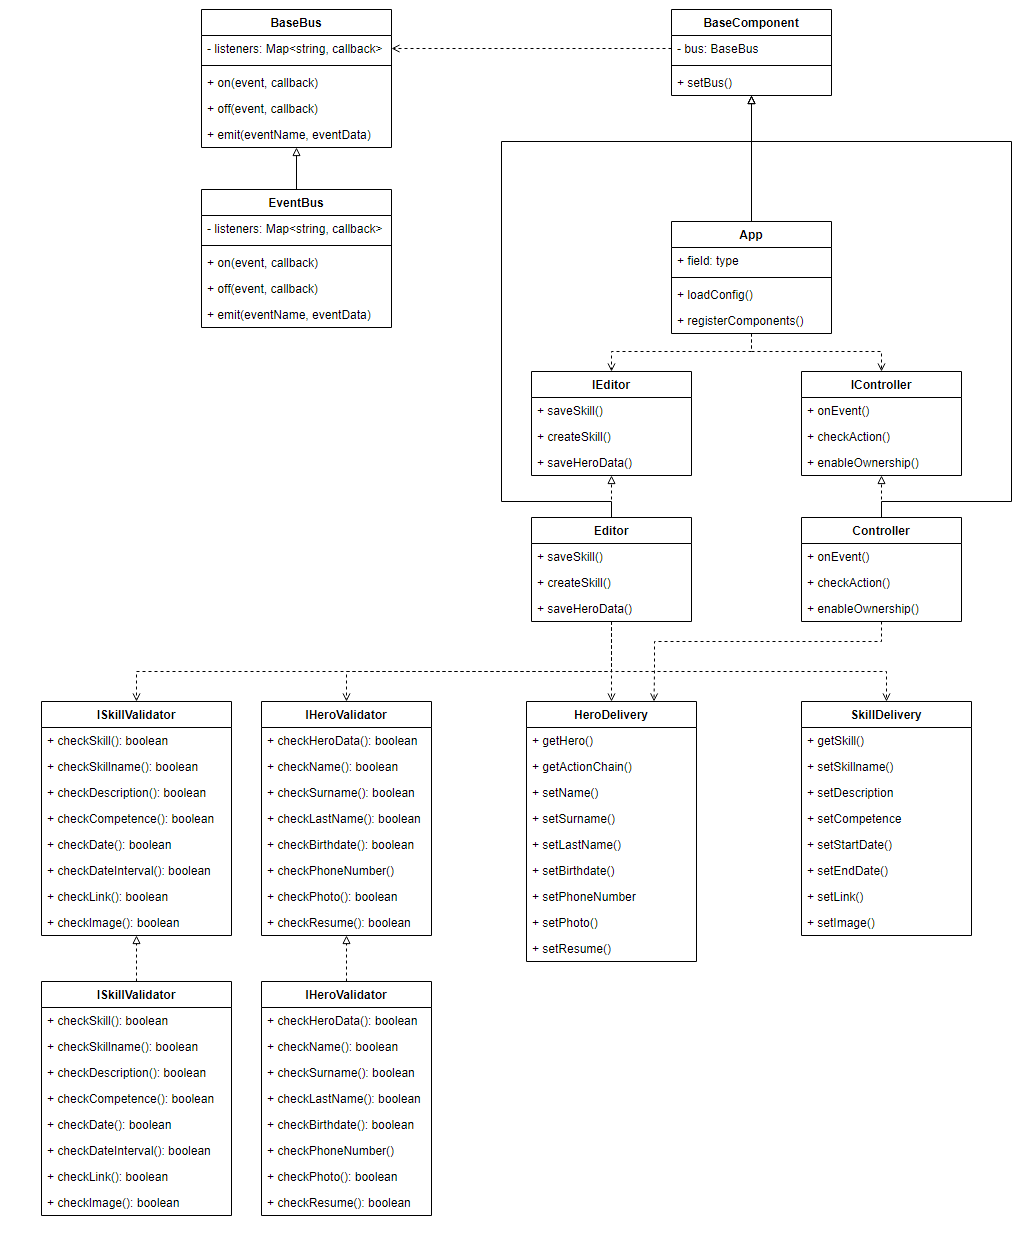 BaseBus
- listeners: Map<string, callback>
+ on(event, callback)
+ off(event, callback)
+ emit(eventName, eventData)
BaseComponent
- bus: BaseBus
+ setBus()
EventBus
- listeners: Map<string, callback>
+ on(event, callback)
+ off(event, callback)
+ emit(eventName, eventData)
App
+ field: type
+ loadConfig()
+ registerComponents()
IEditor
+ saveSkill()
+ createSkill()
+ saveHeroData()
IController
+ onEvent()
+ checkAction()
+ enableOwnership()
Editor
+ saveSkill()
+ createSkill()
+ saveHeroData()
Controller
+ onEvent()
+ checkAction()
+ enableOwnership()
ISkillValidator
+ checkSkill(): boolean
+ checkSkillname(): boolean
+ checkDescription(): boolean
+ checkCompetence(): boolean
+ checkDate(): boolean
+ checkDateInterval(): boolean
+ checkLink(): boolean
+ checkImage(): boolean
IHeroValidator
+ checkHeroData(): boolean
+ checkName(): boolean
+ checkSurname(): boolean
+ checkLastName(): boolean
+ checkBirthdate(): boolean
+ checkPhoneNumber()
+ checkPhoto(): boolean
+ checkResume(): boolean
HeroDelivery
+ getHero()
+ getActionChain()
+ setName()
+ setSurname()
+ setLastName()
+ setBirthdate()
+ setPhoneNumber
+ setPhoto()
+ setResume()
SkillDelivery
+ getSkill()
+ setSkillname()
+ setDescription
+ setCompetence
+ setStartDate()
+ setEndDate()
+ setLink()
+ setImage()
ISkillValidator
+ checkSkill(): boolean
+ checkSkillname(): boolean
+ checkDescription(): boolean
+ checkCompetence(): boolean
+ checkDate(): boolean
+ checkDateInterval(): boolean
+ checkLink(): boolean
+ checkImage(): boolean
IHeroValidator
+ checkHeroData(): boolean
+ checkName(): boolean
+ checkSurname(): boolean
+ checkLastName(): boolean
+ checkBirthdate(): boolean
+ checkPhoneNumber()
+ checkPhoto(): boolean
+ checkResume(): boolean